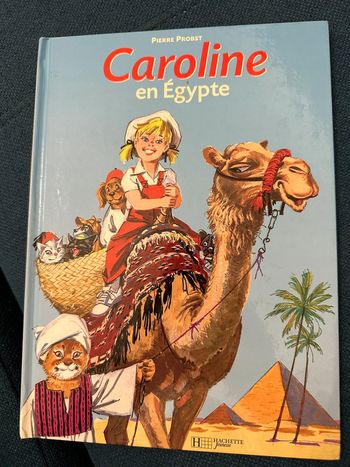 PIERRE PROBST
Caroline
en Égypte
H HACHETTE
Jeunesse